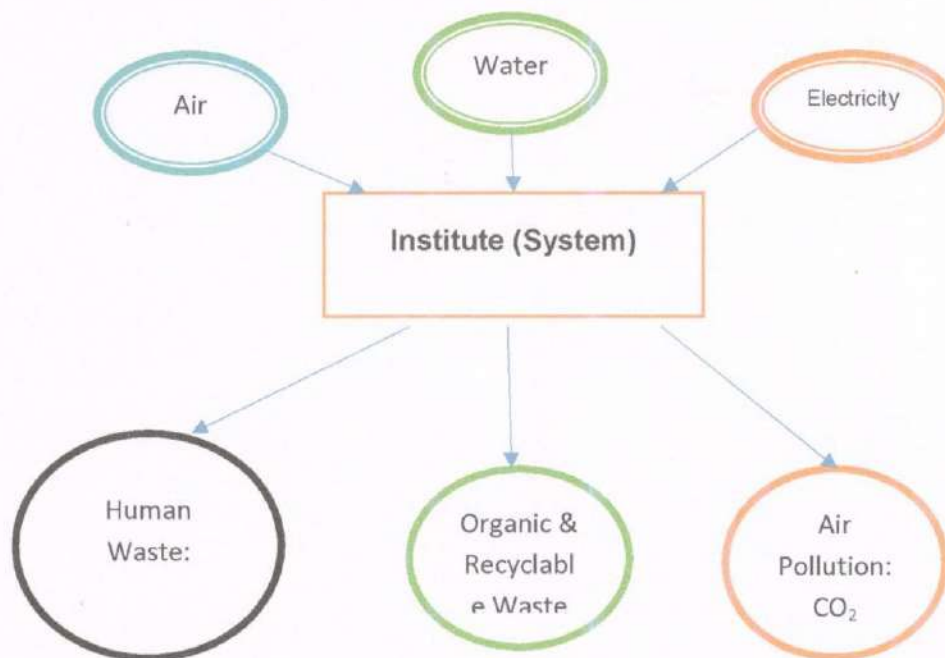 Air
Water
Electricity
Institute (System)
Human
Waste:
Organic &
Recyclabl
e Waste
Air
Pollution:
CO₂